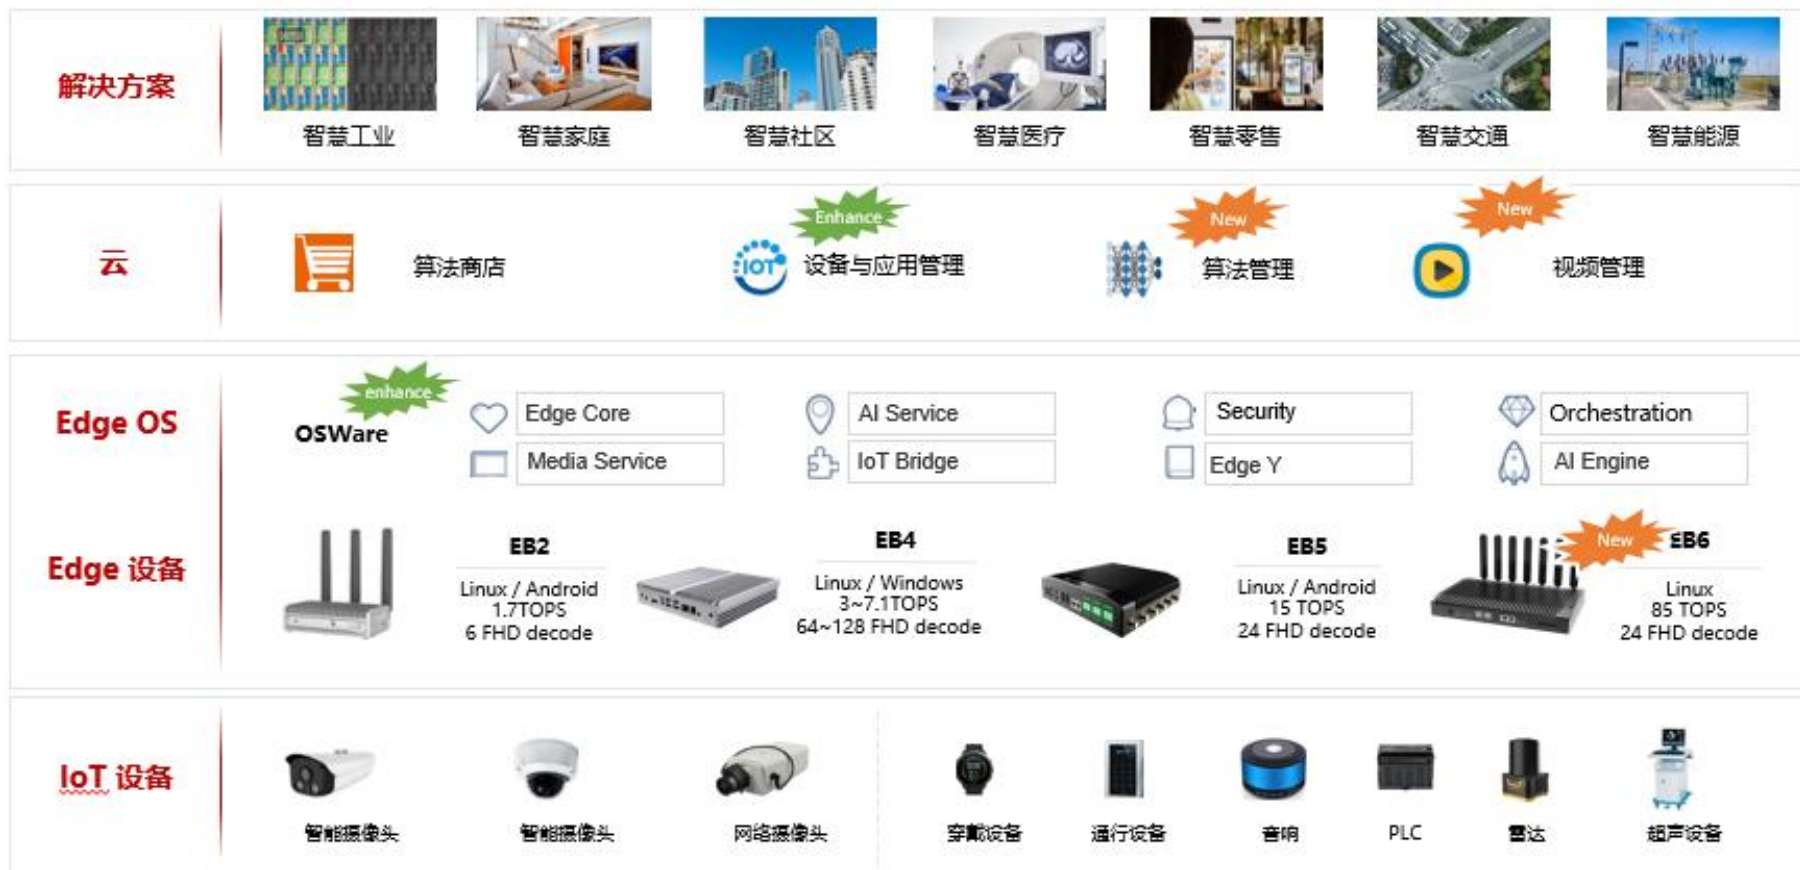 解决方案
智慧工业
智慧家庭
智慧社区
智慧医疗
智慧零售
智慧交通
智慧能源
云
算法商店
Enhance
IOT
设备与应用管理
New
算法管理
New
视频管理
Edge OS
enhance
OSWare
Edge Core
AI Service
Security
Orchestration
Media Service
IoT Bridge
Edge Y
AI Engine
Edge 设备
EB2
Linux / Android
1.7TOPS
6 FHD decode
EB4
Linux / Windows
3~7.1TOPS
64~128 FHD decode
EB5
Linux / Android
15 TOPS
24 FHD decode
New
EB6
Linux
85 TOPS
24 FHD decode
IoT 设备
智能摄像头
智能摄像头
网络摄像头
穿戴设备
通行设备
音响
PLC
雷达
超声设备